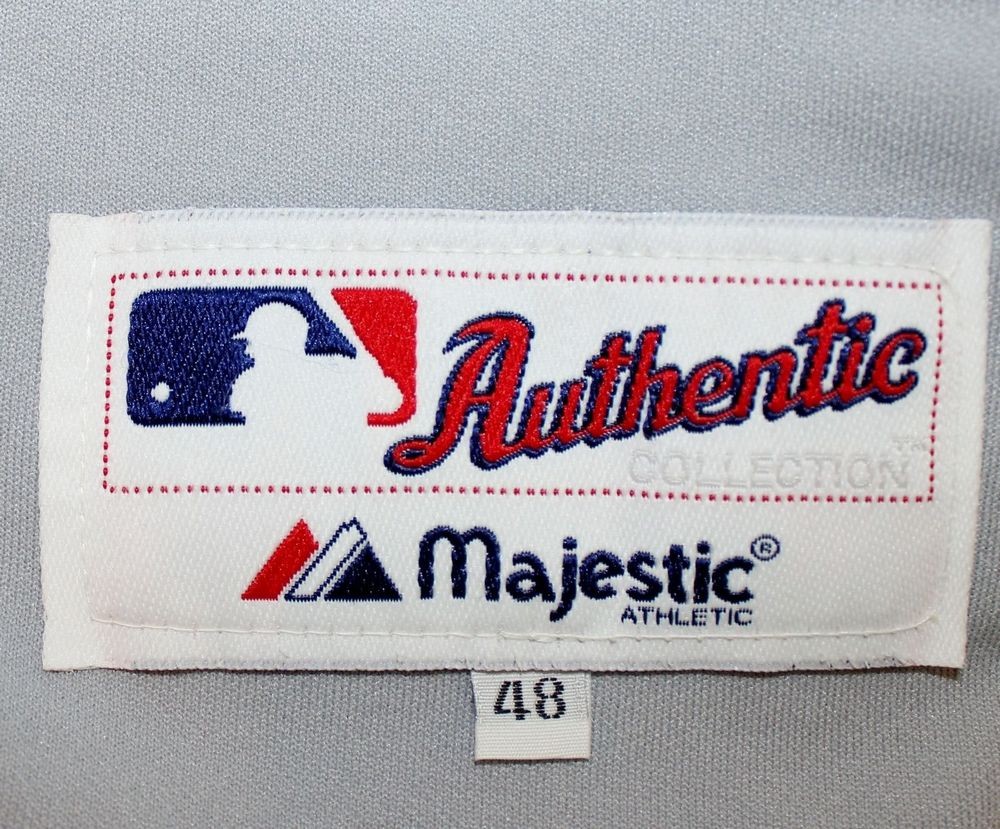 Authentic
COLLECTION™
Majestic®
ATHLETIC
48